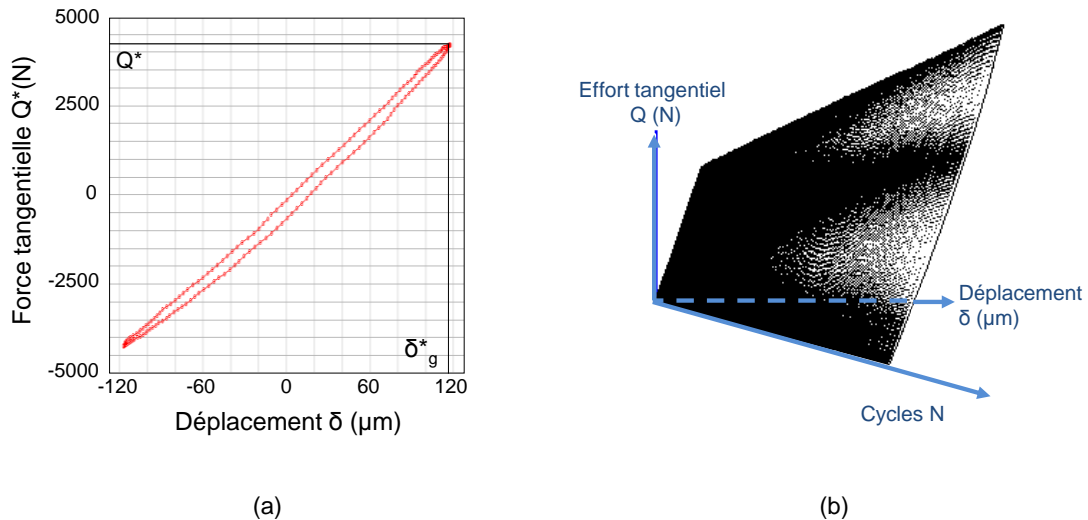 Force tangentielle Q*(N)
5000
2500
0
-2500
-5000
Q*
δ*g
-120
-60
0
60
120
Déplacement δ (µm)
(a)
Effort tangentiel
Q (N)
Déplacement
δ (µm)
Cycles N
(b)